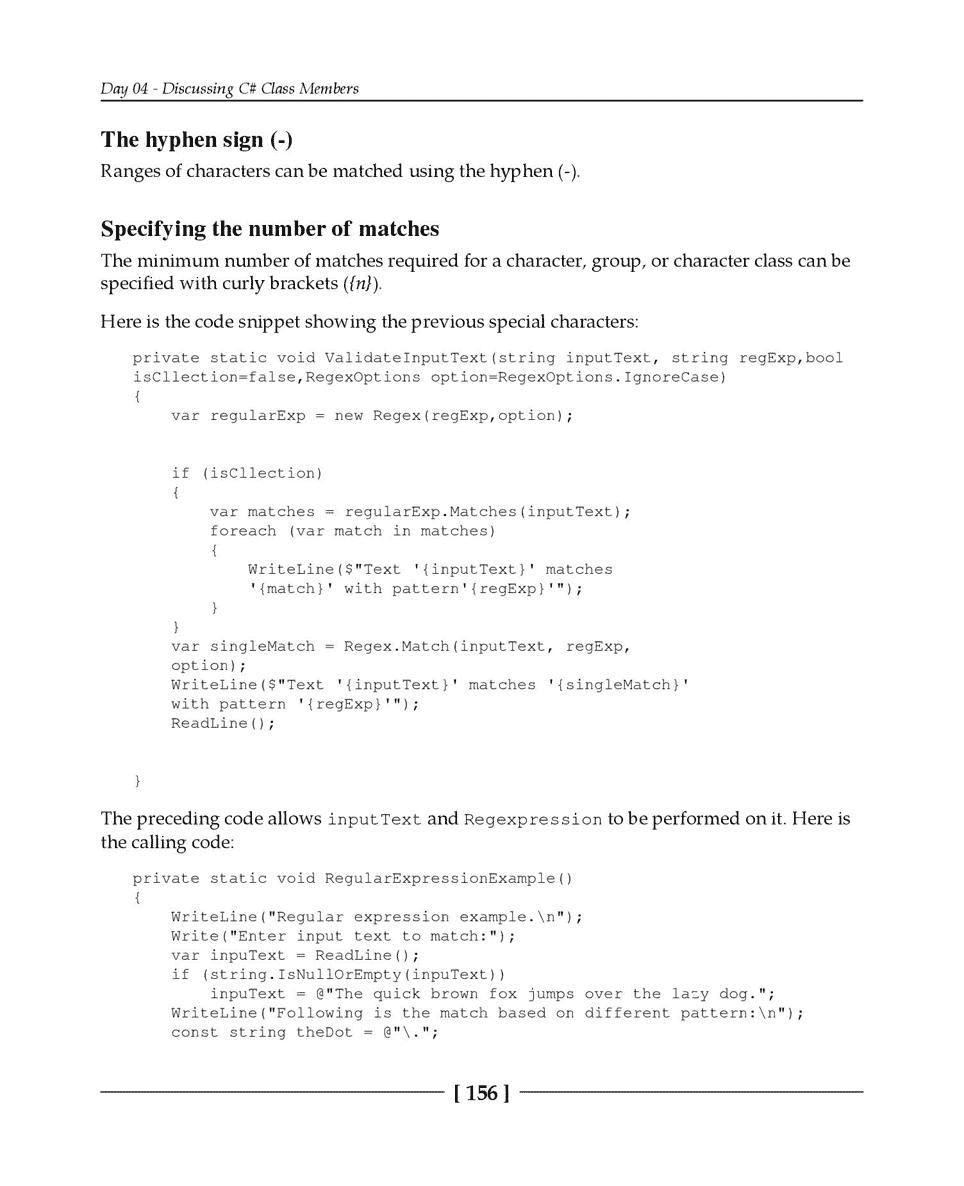 Day 04 - Discussing C# Class Members
The hyphen sign (-)
Ranges of characters can be matched using the hyphen (-).
Specifying the number of matches
The minimum number of matches required for a character, group, or character class can be
specified with curly brackets ({n}).
Here is the code snippet showing the previous special characters:
private static void ValidateInputText(string inputText, string regExp,bool
isCllection=false,RegexOptions option=RegexOptions.IgnoreCase)
{
    var regularExp = new Regex(regExp,option);
    if (isCllection)
    {
        var matches = regularExp.Matches(inputText);
        foreach (var match in matches)
        {
            WriteLine($"Text '{inputText}' matches
            '{match}' with pattern'{regExp}'");
        }
    }
    var singleMatch = Regex.Match(inputText, regExp,
    option);
    WriteLine($"Text '{inputText}' matches '{singleMatch}'
    with pattern '{regExp}'");
    ReadLine();
}
The preceding code allows inputText and Regexpression to be performed on it. Here is
the calling code:
private static void RegularExpressionExample()
{
    WriteLine("Regular expression example.\n");
    Write("Enter input text to match:");
    var inpuText = ReadLine();
    if (string.IsNullOrEmpty(inpuText))
        inpuText = @"The quick brown fox jumps over the lazy dog.";
    WriteLine("Following is the match based on different pattern:\n");
    const string theDot = @"\.";
[ 156 ]